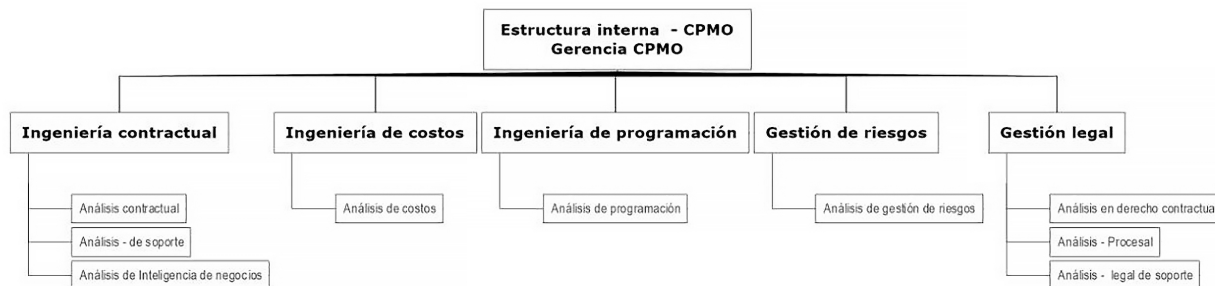 Estructura interna - CPMO
Gerencia CPMO
Ingeniería contractual
Ingeniería de costos
Ingeniería de programación
Gestión de riesgos
Gestión legal
Análisis contractual
Análisis - de soporte
Análisis de Inteligencia de negocios
Análisis de costos
Análisis de programación
Análisis de gestión de riesgos
Análisis en derecho contractua
Análisis - Procesal
Análisis - legal de soporte